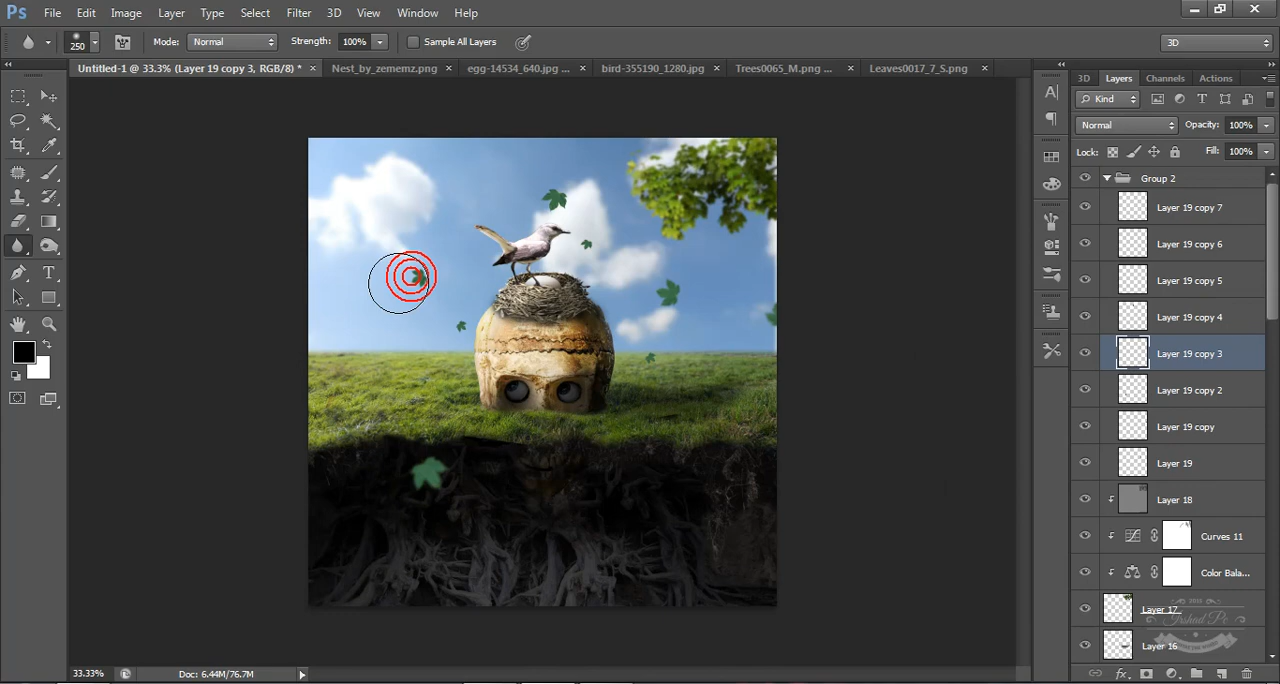 Ps File Edit Image Layer Type Select Filter 3D View Window Help
250 Mode: Normal Strength: 100% Sample All Layers 3D
Untitled-1 @ 33.3% (Layer 19 copy 3, RGB/8) * × Nest_by_zememz.png × egg-14534_640.jpg ... × bird-355190_1280.jpg × Trees0065_M.png ... × Leaves0017_7_S.png ×
3D Layers Channels Actions
Kind
Normal Opacity: 100%
Lock: Fill: 100%
Group 2
Layer 19 copy 7
Layer 19 copy 6
Layer 19 copy 5
Layer 19 copy 4
Layer 19 copy 3
Layer 19 copy 2
Layer 19 copy
Layer 19
Layer 18
Curves 11
Color Bala...
Layer 17
Layer 16
2010
Irshad Pc
33.33% Doc: 6.44M/76.7M